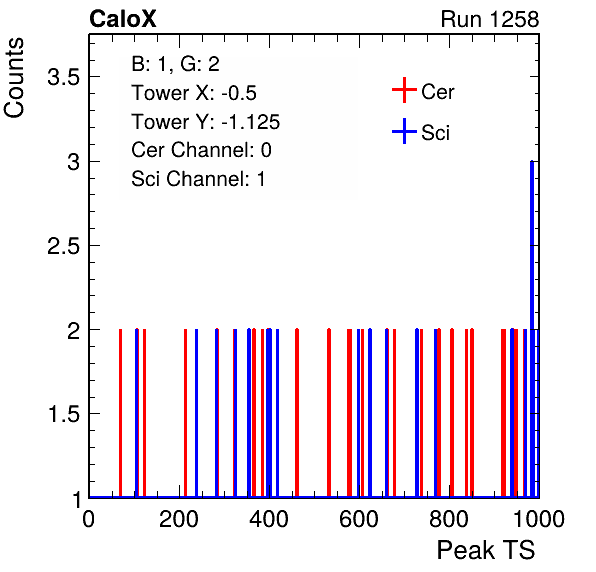 CaloX Run 1258
Counts
B: 1, G: 2
Tower X: -0.5
Tower Y: -1.125
Cer Channel: 0
Sci Channel: 1
Cer
Sci
3.5
3
2.5
2
1.5
1
0 200 400 600 800 1000
Peak TS